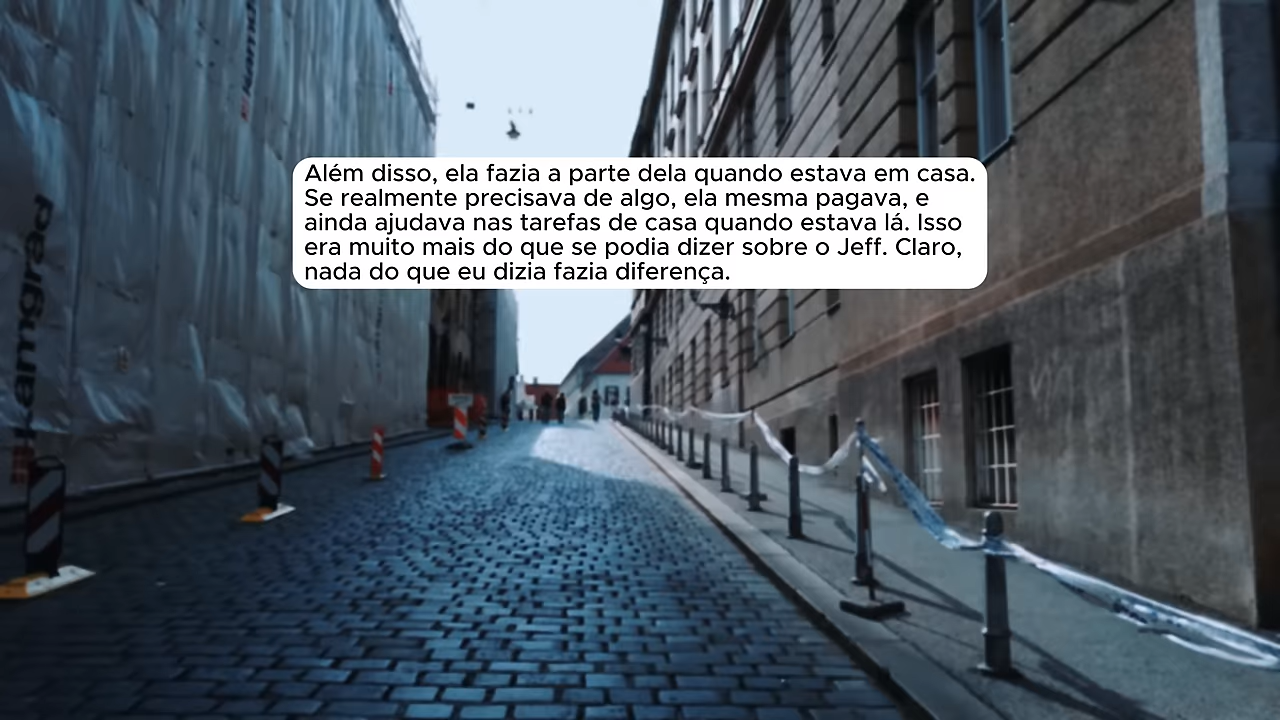 Além disso, ela fazia a parte dela quando estava em casa.
Se realmente precisava de algo, ela mesma pagava, e
ainda ajudava nas tarefas de casa quando estava lá. Isso
era muito mais do que se podia dizer sobre o Jeff. Claro,
nada do que eu dizia fazia diferença.
Kamgrad